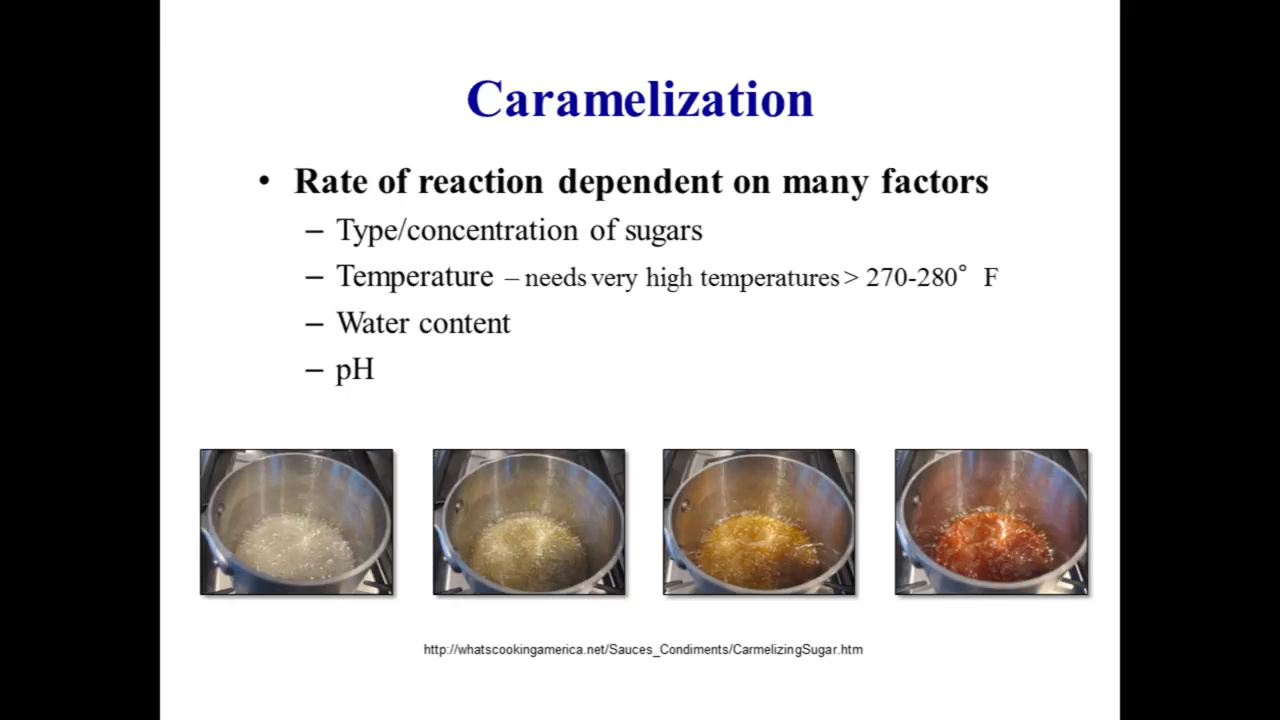 Caramelization
• Rate of reaction dependent on many factors
– Type/concentration of sugars
– Temperature – needs very high temperatures > 270-280° F
– Water content
– pH
http://whatscookingamerica.net/Sauces_Condiments/CarmelizingSugar.htm